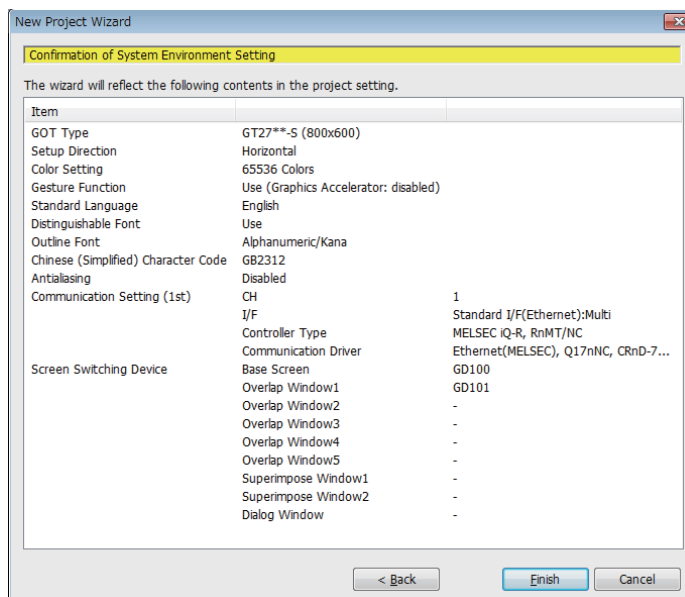 New Project Wizard
Confirmation of System Environment Setting
The wizard will reflect the following contents in the project setting.
Item
GOT Type GT27**-S (800x600)
Setup Direction Horizontal
Color Setting 65536 Colors
Gesture Function Use (Graphics Accelerator: disabled)
Standard Language English
Distinguishable Font Use
Outline Font Alphanumeric/Kana
Chinese (Simplified) Character Code GB2312
Antialiasing Disabled
Communication Setting (1st) CH 1
I/F Standard I/F(Ethernet):Multi
Controller Type MELSEC iQ-R, RnMT/NC
Communication Driver Ethernet(MELSEC), Q17nNC, CRnD-7...
Screen Switching Device Base Screen GD100
Overlap Window1 GD101
Overlap Window2 -
Overlap Window3 -
Overlap Window4 -
Overlap Window5 -
Superimpose Window1 -
Superimpose Window2 -
Dialog Window -
< Back Finish Cancel